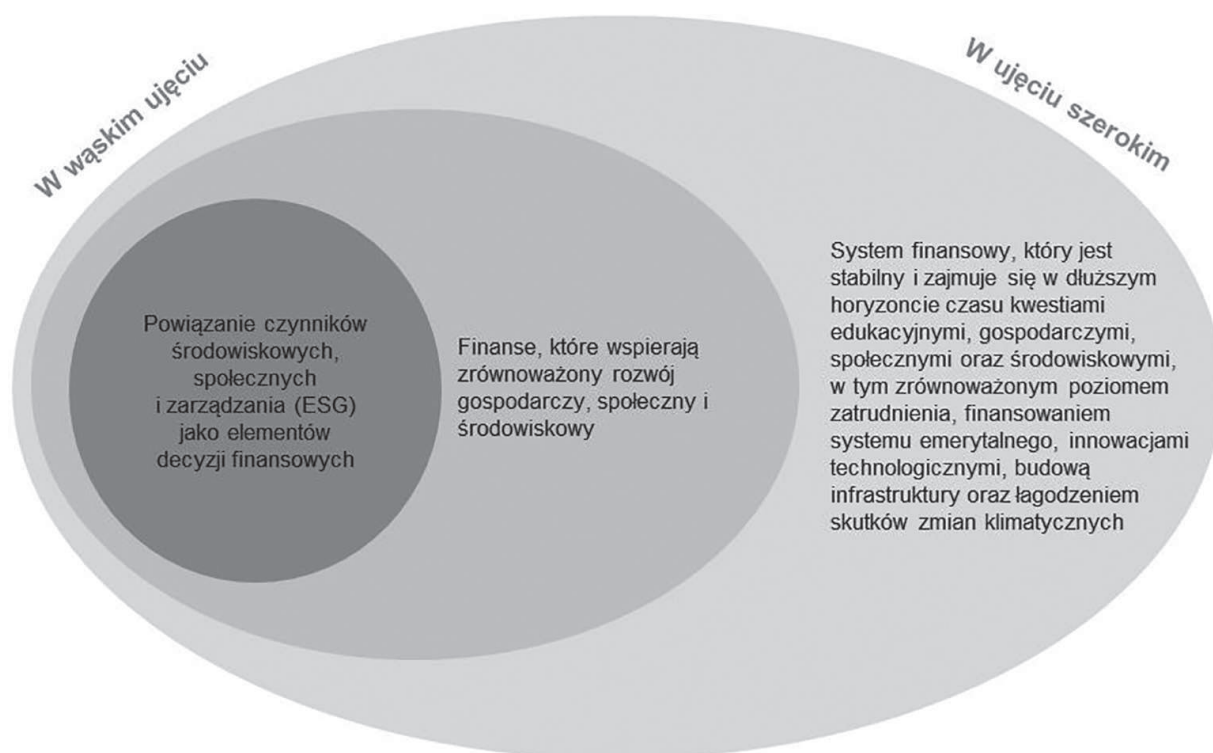 W wąskim ujęciu
W ujęciu szerokim
Powiązanie czynników
środowiskowych,
społecznych
i zarządzania (ESG)
jako elementów
decyzji finansowych
Finanse, które wspierają
zrównoważony rozwój
gospodarczy, społeczny i
środowiskowy
System finansowy, który jest
stabilny i zajmuje się w dłuższym
horyzoncie czasu kwestiami
edukacyjnymi, gospodarczymi,
społecznymi oraz środowiskowymi,
w tym zrównoważonym poziomem
zatrudnienia, finansowaniem
systemu emerytalnego, innowacjami
technologicznymi, budową
infrastruktury oraz łagodzeniem
skutków zmian klimatycznych